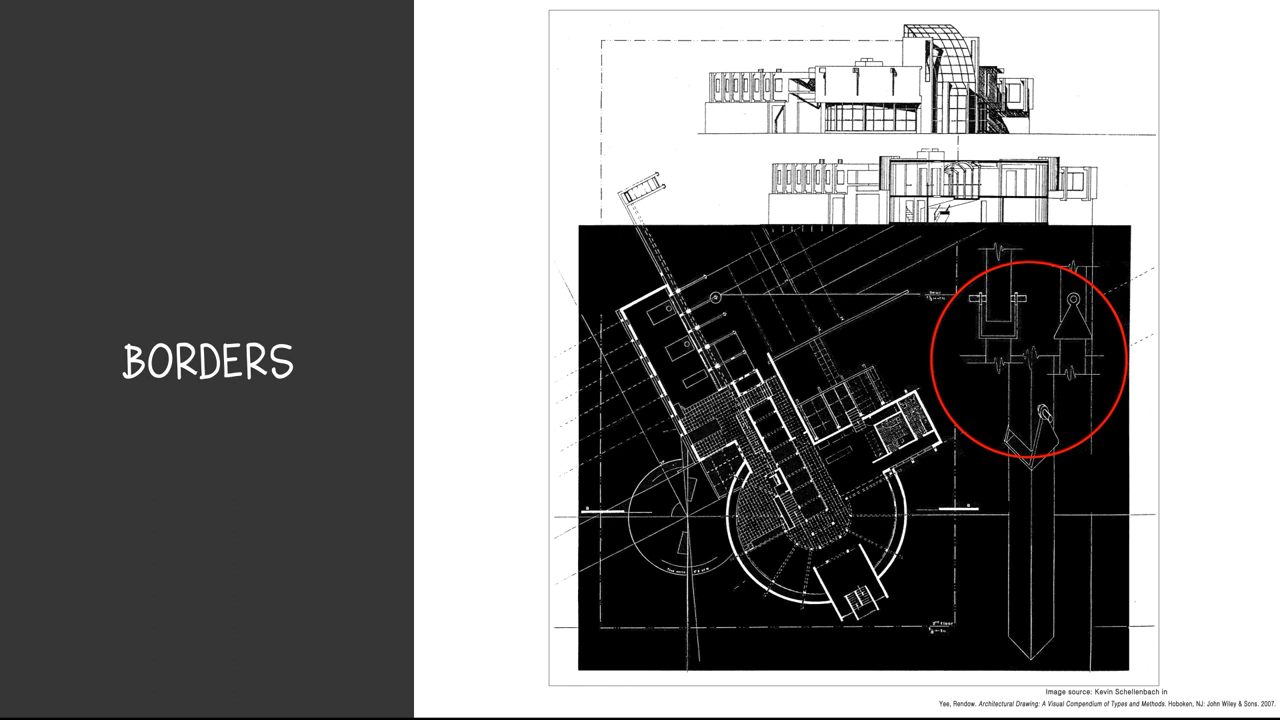 BORDERS
Image source: Kevin Schellenbach in
Yee, Rendow. Architectural Drawing: A Visual Compendium of Types and Methods. Hoboken, NJ: John Wiley & Sons. 2007.